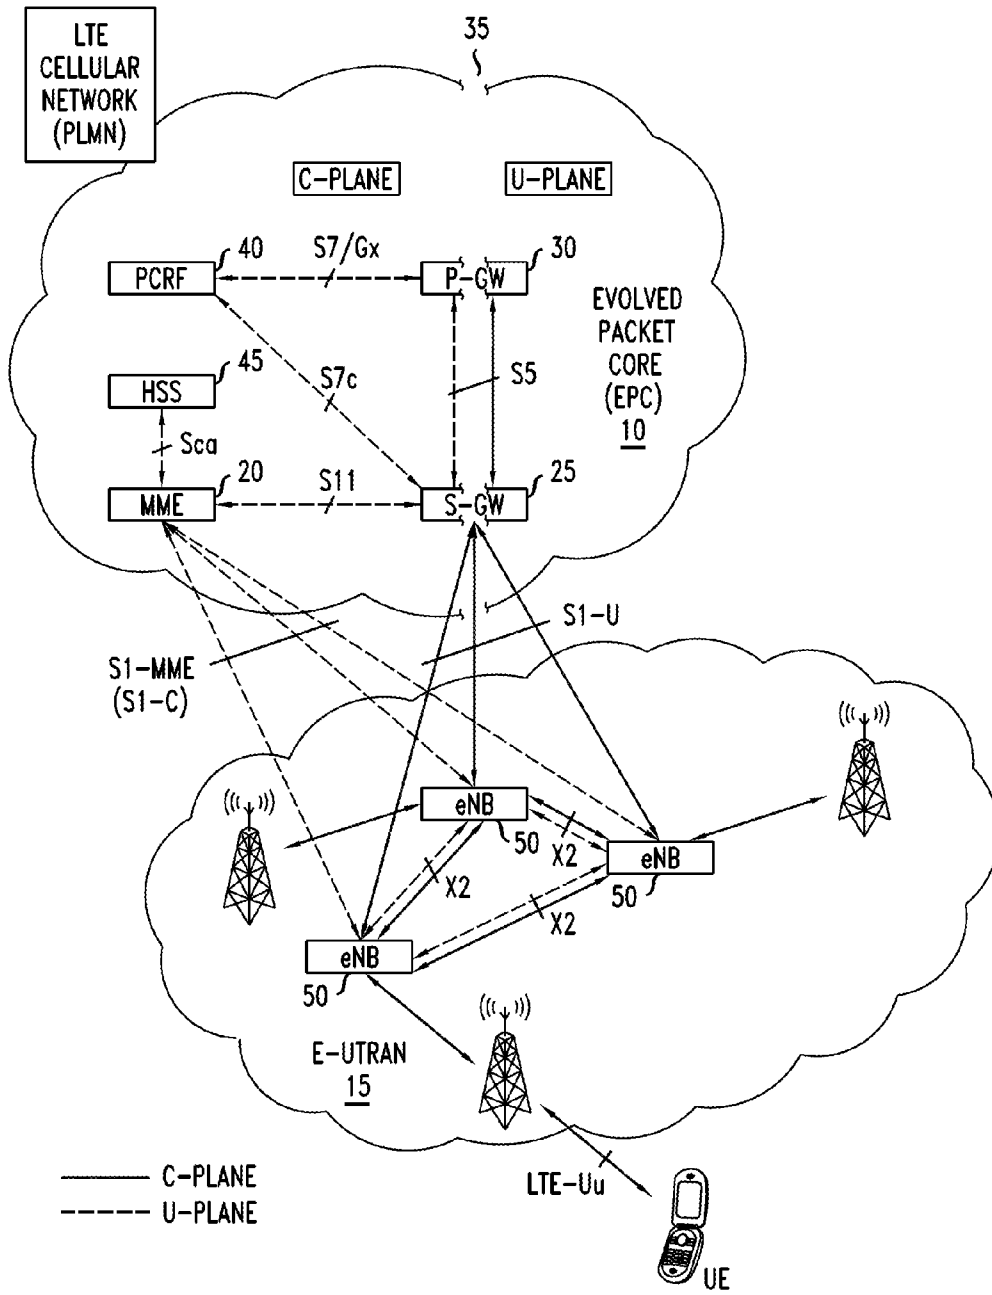 35
LTE
CELLULAR
NETWORK
(PLMN)
C-PLANE
U-PLANE
40
S7/Gx
30
PCRF
P-GW
EVOLVED
PACKET
CORE
(EPC)
10
45
HSS
S7c
S5
Sca
20
S11
25
MME
S-GW
S1-U
S1-MME
(S1-C)
eNB
50
X2
eNB
50
X2
X2
eNB
50
E-UTRAN
15
LTE-Uu
C-PLANE
U-PLANE
UE